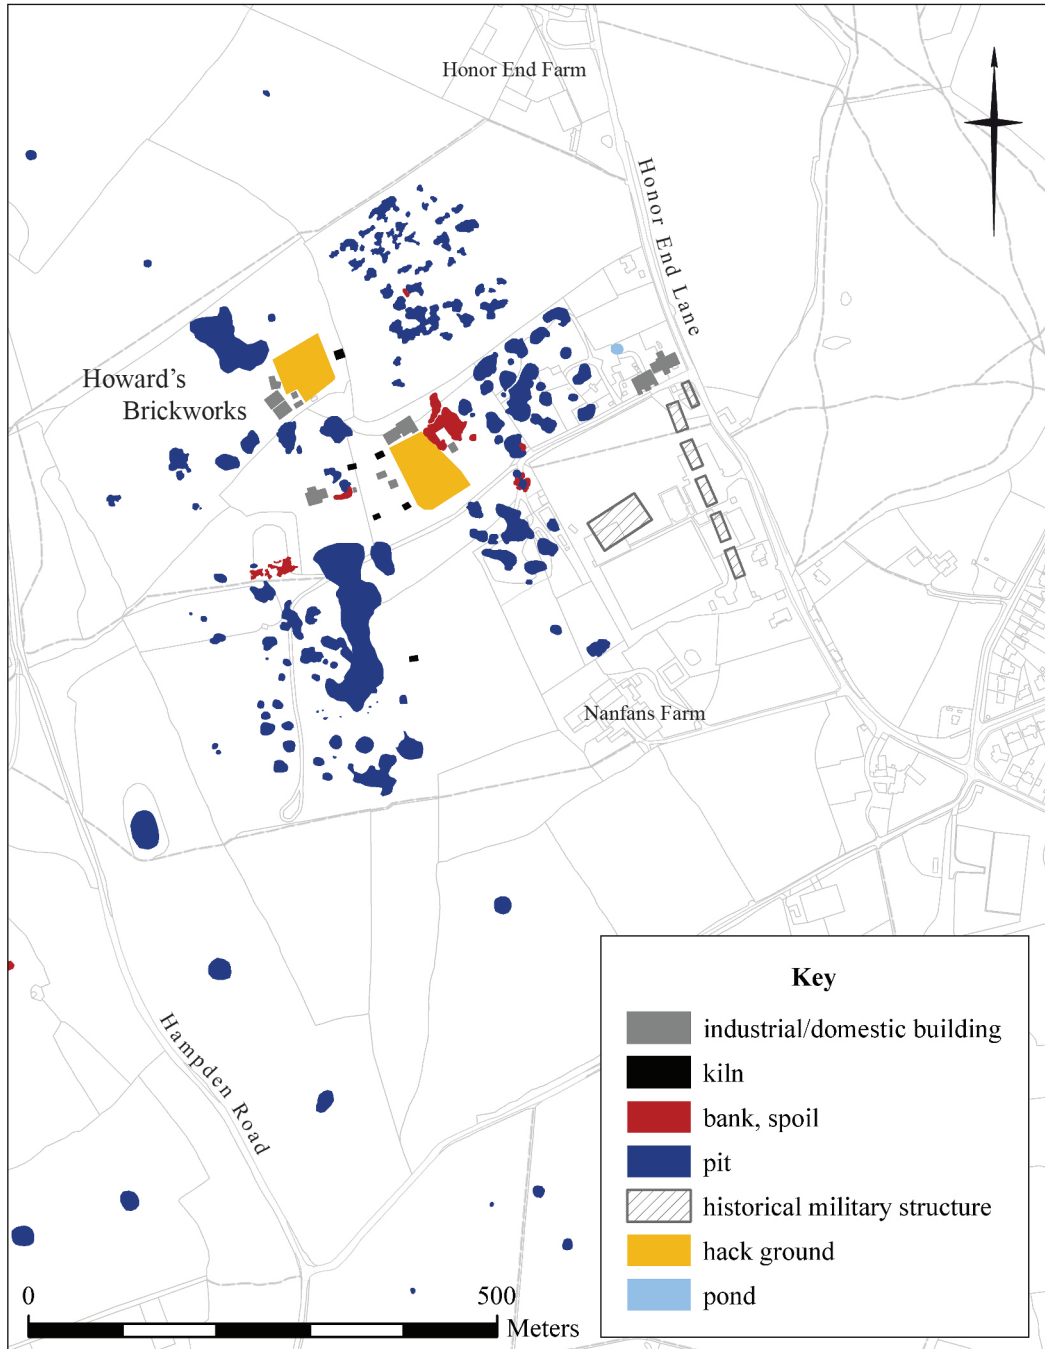 Honor End Farm
Honor End Lane
Howard's
Brickworks
Nanfans Farm
Hampden Road
Key
industrial/domestic building
kiln
bank, spoil
pit
historical military structure
hack ground
pond
0
500
Meters